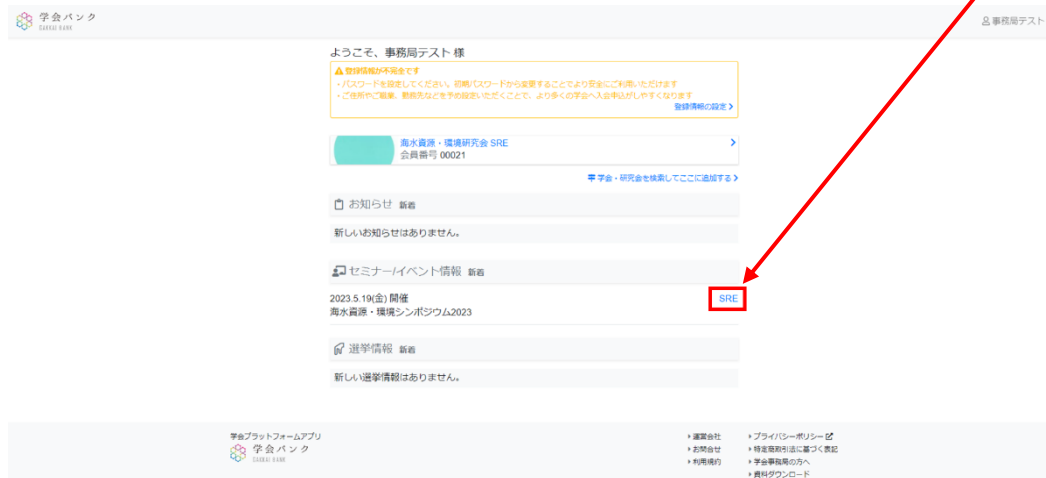 学会バンク
GAKKAI BANK
事務局テスト
ようこそ、事務局テスト 様
登録情報が不完全です
・パスワードを設定してください。初期パスワードから変更することでより安全にご利用いただけます
・ご住所やご職業、勤務先などを予め設定いただくことで、より多くの学会へ入会申込がしやすくなります
登録情報の設定
海水資源・環境研究会 SRE
会員番号 00021
学会・研究会を検索してここに追加する
お知らせ 新着
新しいお知らせはありません。
セミナー/イベント情報 新着
2023.5.19(金) 開催
SRE
海水資源・環境シンポジウム2023
選挙情報 新着
新しい選挙情報はありません。
学会プラットフォームアプリ
学会バンク
GAKKAI BANK
運営会社
お問合せ
利用規約
プライバシーポリシー
特定商取引法に基づく表記
学会事務局の方へ
資料ダウンロード